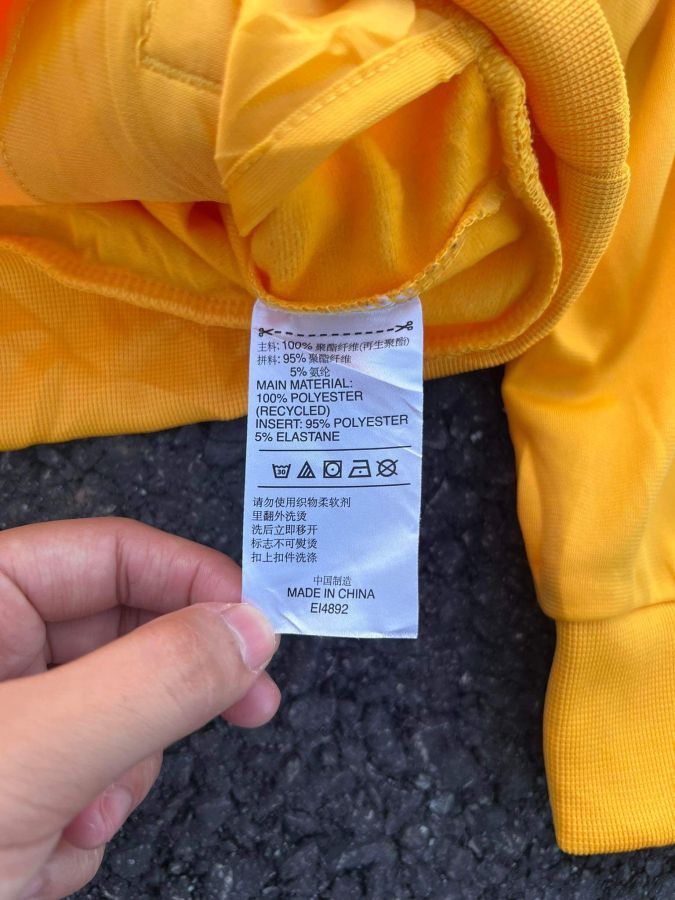 主料: 100% 聚酯纤维(再生聚酯)
拼料: 95% 聚酯纤维
5% 氨纶
MAIN MATERIAL:
100% POLYESTER
(RECYCLED)
INSERT: 95% POLYESTER
5% ELASTANE
30
请勿使用织物柔软剂
里翻外洗烫
洗后立即移开
标志不可熨烫
扣上扣件洗涤
中国制造
MADE IN CHINA
EI4892